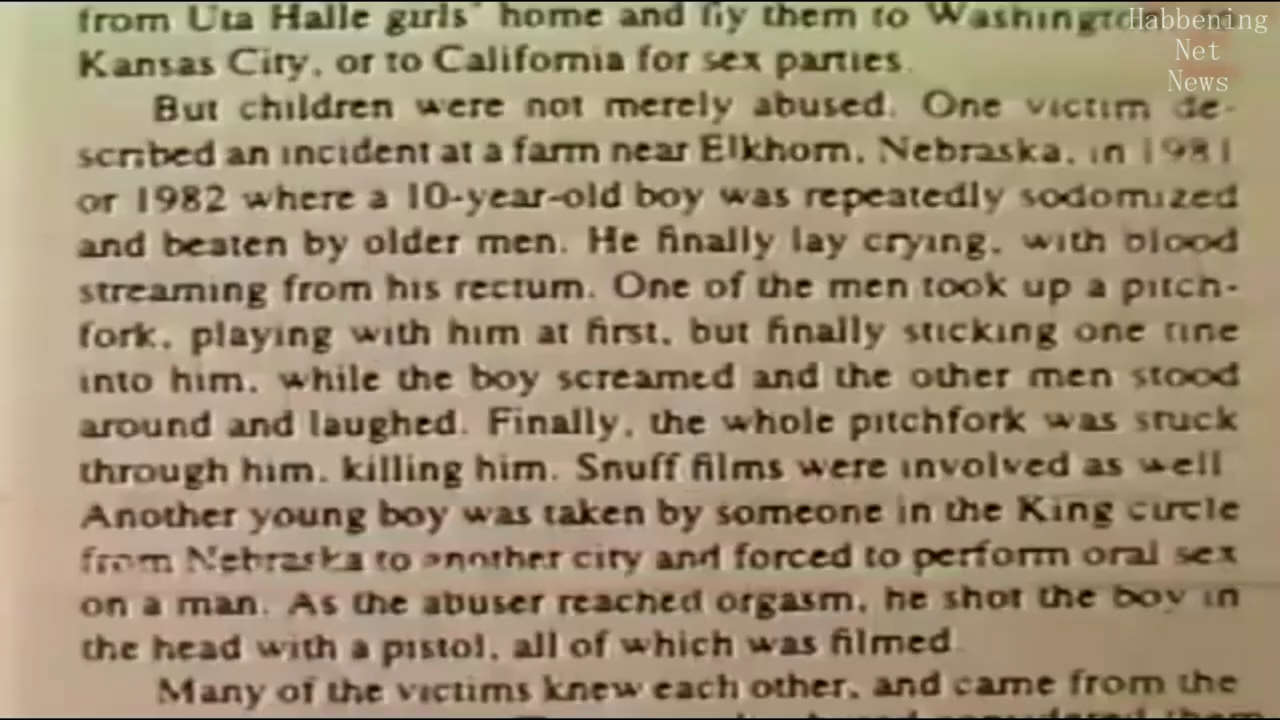 from Uta Halle girls' home and fly them to
Kansas City, or to California for sex parties.
But children were not merely abused. One victim de-
scribed an incident at a farm near Elkhorn, Nebraska, in 1981
or 1982 where a 10-year-old boy was repeatedly sodomized
and beaten by older men. He finally lay crying, with blood
streaming from his rectum. One of the men took up a pitch-
fork, playing with him at first, but finally sticking one tine
into him, while the boy screamed and the other men stood
around and laughed. Finally, the whole pitchfork was stuck
through him, killing him. Snuff films were involved as well
Another young boy was taken by someone in the King circle
from Nebraska to another city and forced to perform oral sex
on a man. As the abuser reached orgasm, he shot the boy in
the head with a pistol, all of which was filmed.
Many of the victims knew each other, and came from the
Habbening
Net
News